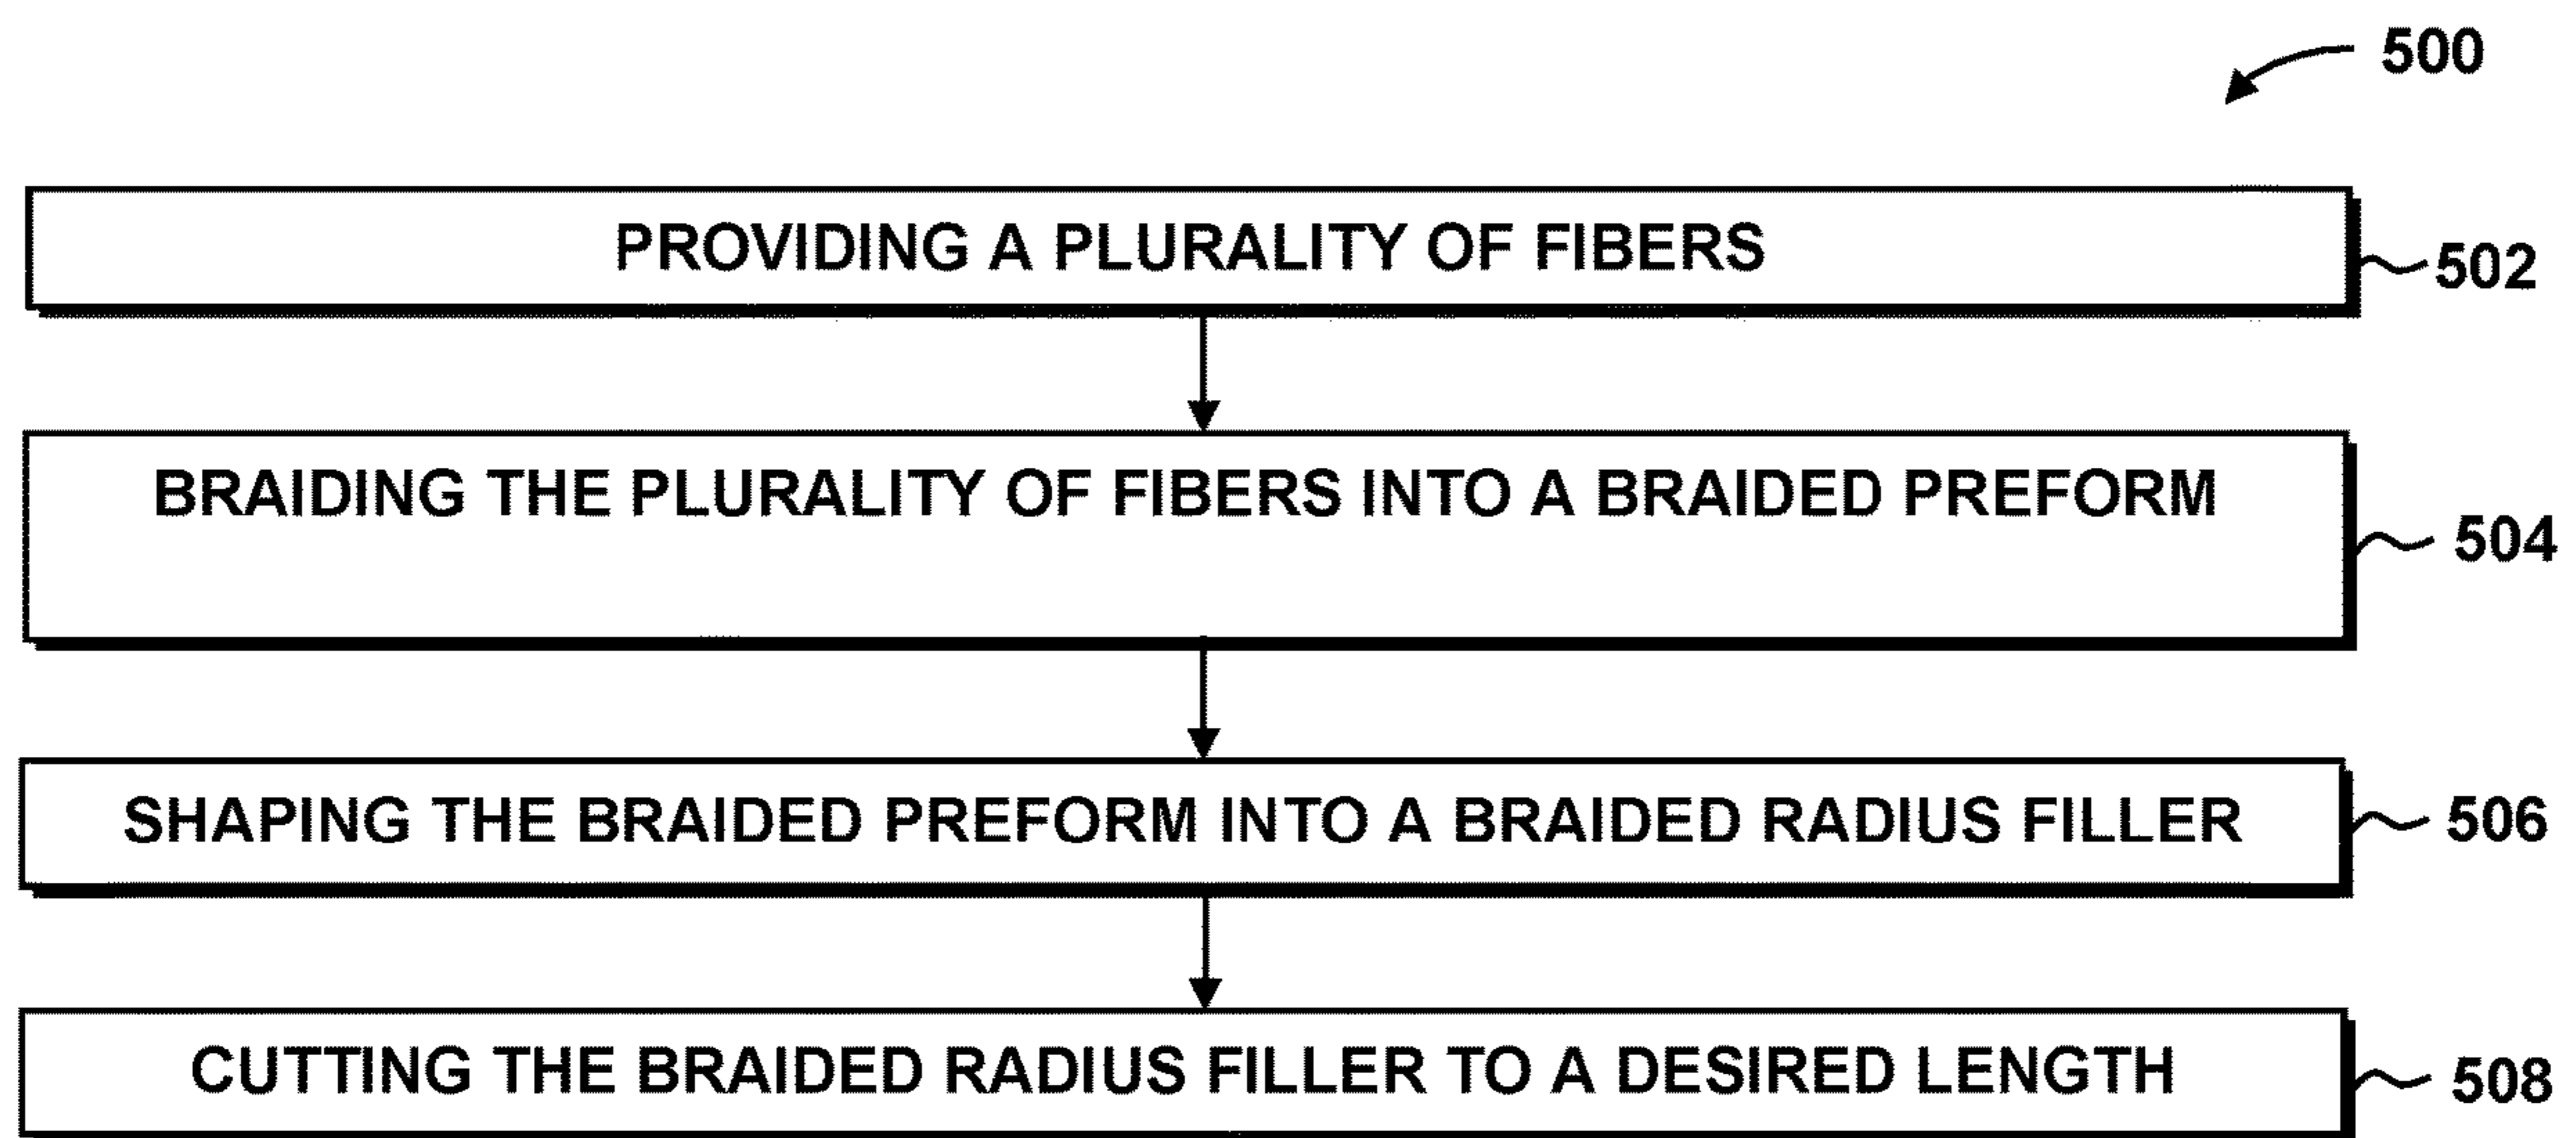 500
PROVIDING A PLURALITY OF FIBERS
502
BRAIDING THE PLURALITY OF FIBERS INTO A BRAIDED PREFORM
504
SHAPING THE BRAIDED PREFORM INTO A BRAIDED RADIUS FILLER
506
CUTTING THE BRAIDED RADIUS FILLER TO A DESIRED LENGTH
508